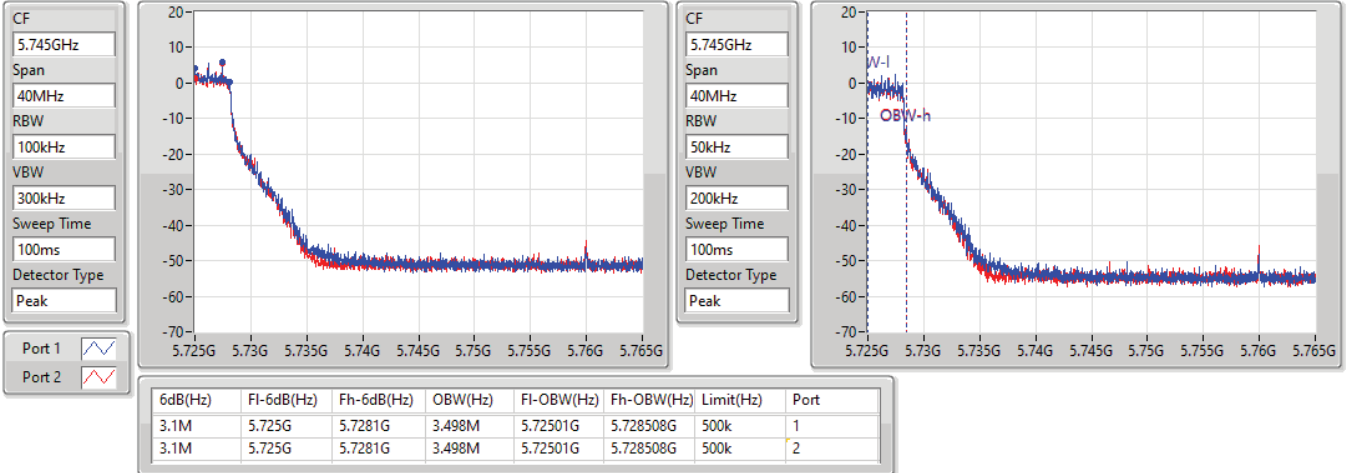 CF
5.745GHz
Span
40MHz
RBW
100kHz
VBW
300kHz
Sweep Time
100ms
Detector Type
Peak
Port 1
Port 2
20
10
0
-10
-20
-30
-40
-50
-60
-70
5.725G 5.73G 5.735G 5.74G 5.745G 5.75G 5.755G 5.76G 5.765G
CF
5.745GHz
Span
40MHz
RBW
50kHz
VBW
200kHz
Sweep Time
100ms
Detector Type
Peak
20
10
0
-10
-20
-30
-40
-50
-60
-70
W-l
OBW-h
5.725G 5.73G 5.735G 5.74G 5.745G 5.75G 5.755G 5.76G 5.765G
6dB(Hz) Fl-6dB(Hz) Fh-6dB(Hz) OBW(Hz) Fl-OBW(Hz) Fh-OBW(Hz) Limit(Hz) Port
3.1M 5.725G 5.7281G 3.498M 5.72501G 5.728508G 500k 1
3.1M 5.725G 5.7281G 3.498M 5.72501G 5.728508G 500k 2